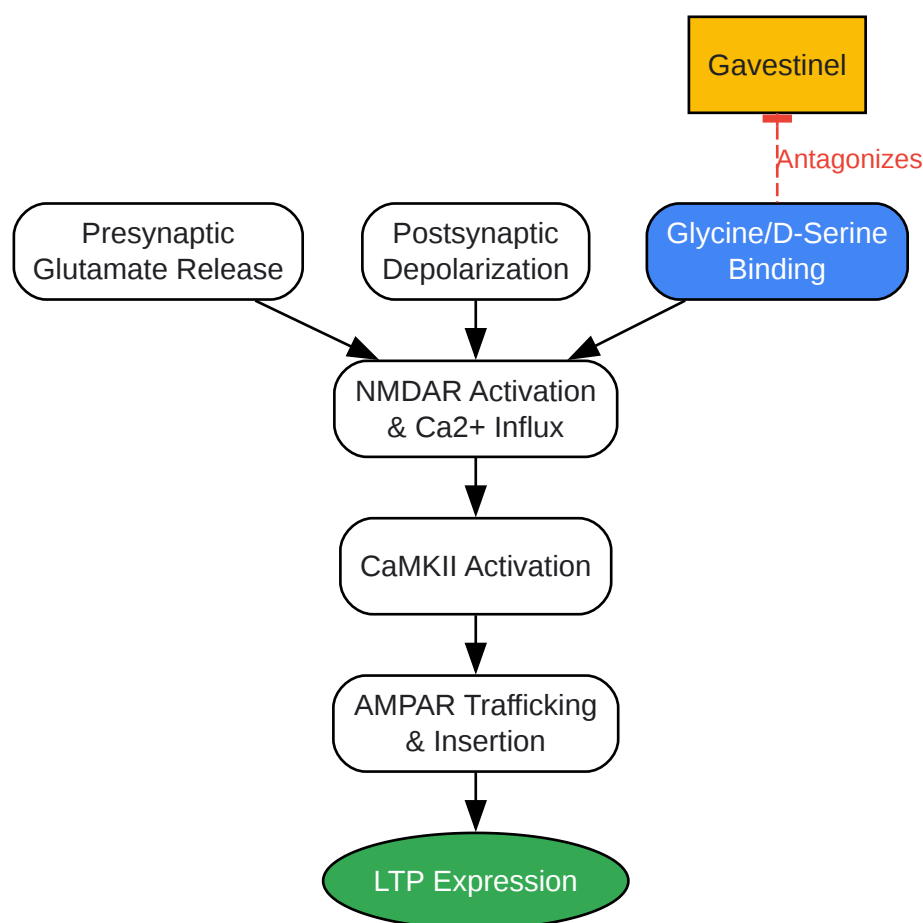 Gavestinel
Antagonizes
Presynaptic
Glutamate Release
Postsynaptic
Depolarization
Glycine/D-Serine
Binding
NMDAR Activation
& Ca2+ Influx
CaMKII Activation
AMPAR Trafficking
& Insertion
LTP Expression